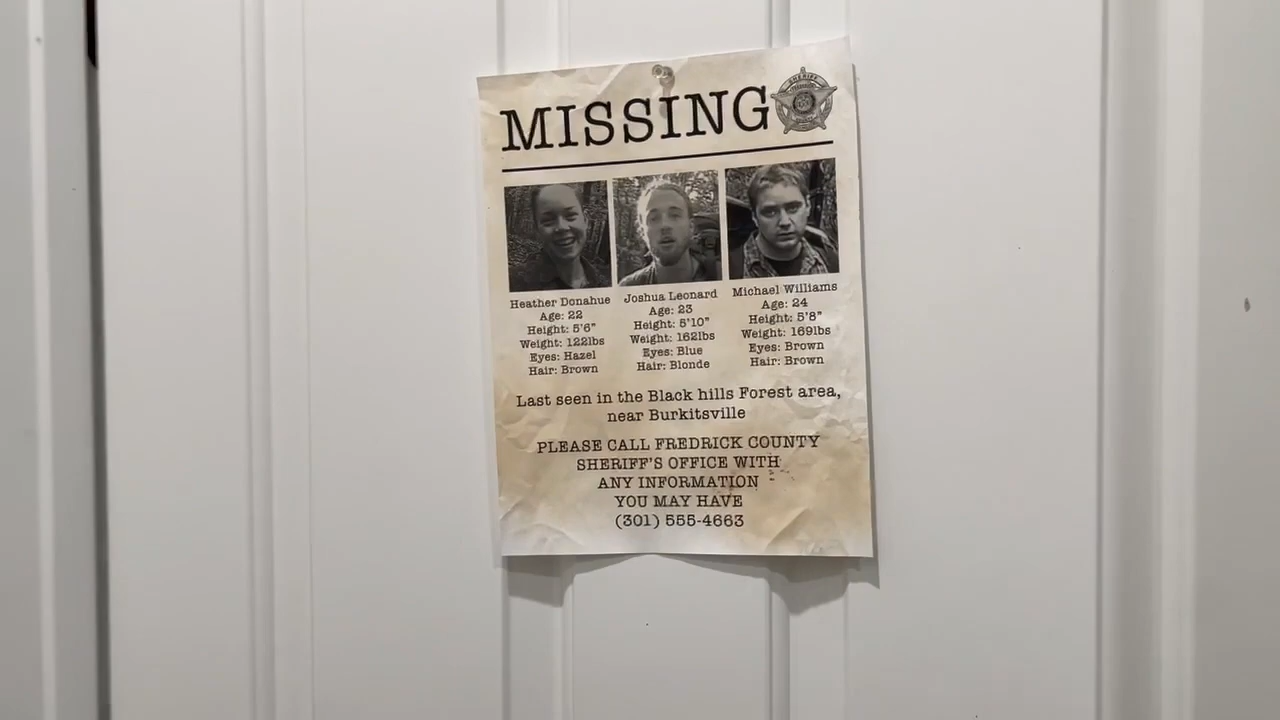 MISSING
SHERIFF
Heather Donahue
Age: 22
Height: 5'6"
Weight: 122lbs
Eyes: Hazel
Hair: Brown
Joshua Leonard
Age: 23
Height: 5'10"
Weight: 162lbs
Eyes: Blue
Hair: Blonde
Michael Williams
Age: 24
Height: 5'8"
Weight: 169lbs
Eyes: Brown
Hair: Brown
Last seen in the Black hills Forest area,
near Burkitsville
PLEASE CALL FREDRICK COUNTY
SHERIFF'S OFFICE WITH
ANY INFORMATION
YOU MAY HAVE
(301) 555-4663